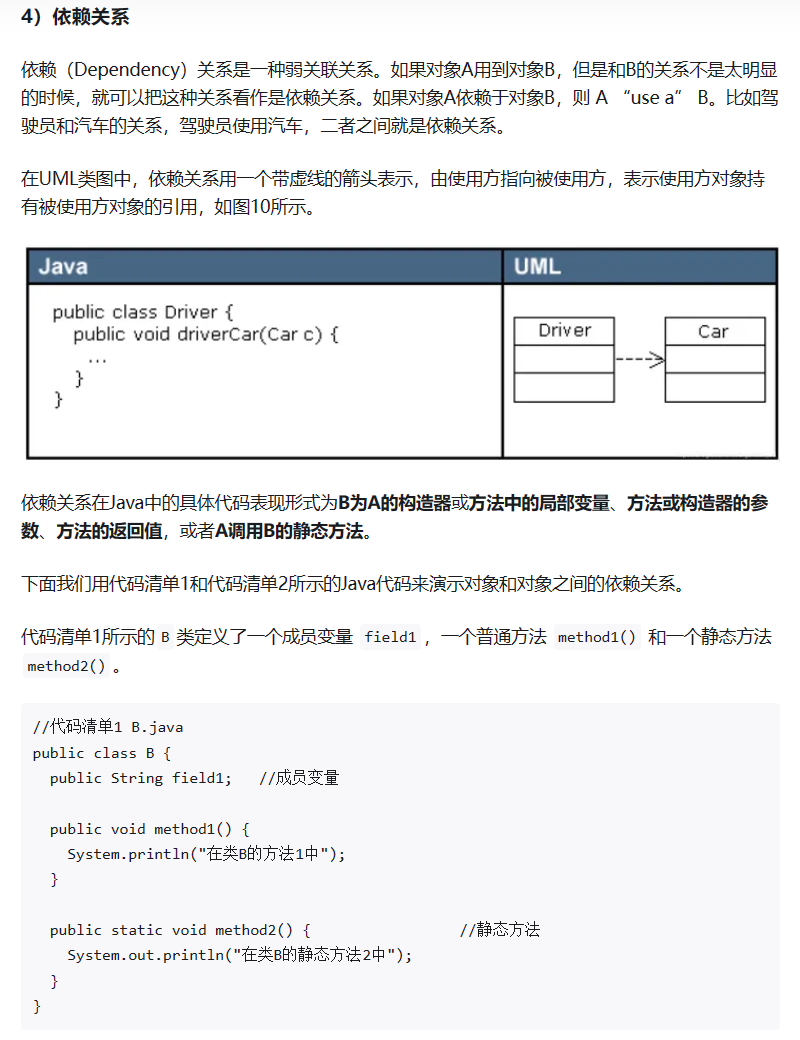 4）依赖关系
依赖（Dependency）关系是一种弱关联关系。如果对象A用到对象B，但是和B的关系不是太明显
的时候，就可以把这种关系看作是依赖关系。如果对象A依赖于对象B，则 A “use a” B。比如驾
驶员和汽车的关系，驾驶员使用汽车，二者之间就是依赖关系。
在UML类图中，依赖关系用一个带虚线的箭头表示，由使用方指向被使用方，表示使用方对象持
有被使用方对象的引用，如图10所示。
Java
public class Driver {
public void driverCar(Car c) {
...
}
}
UML
Driver
Car
依赖关系在Java中的具体代码表现形式为B为A的构造器或方法中的局部变量、方法或构造器的参
数、方法的返回值，或者A调用B的静态方法。
下面我们用代码清单1和代码清单2所示的Java代码来演示对象和对象之间的依赖关系。
代码清单1所示的 B 类定义了一个成员变量 field1 ，一个普通方法 method1() 和一个静态方法
method2() 。
//代码清单1 B.java
public class B {
public String field1; //成员变量
public void method1() {
System.println("在类B的方法1中");
}
public static void method2() { //静态方法
System.out.println("在类B的静态方法2中");
}
}